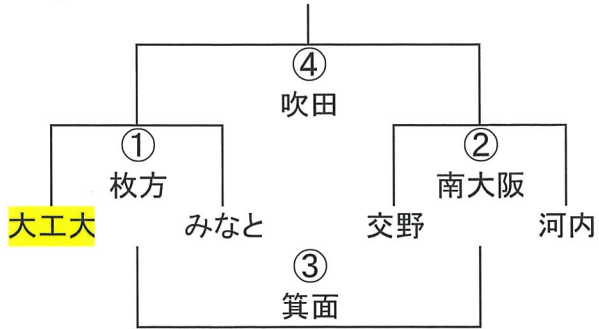 ④
吹田
①
枚方
②
南大阪
大工大
みなと
交野
河内
③
箕面